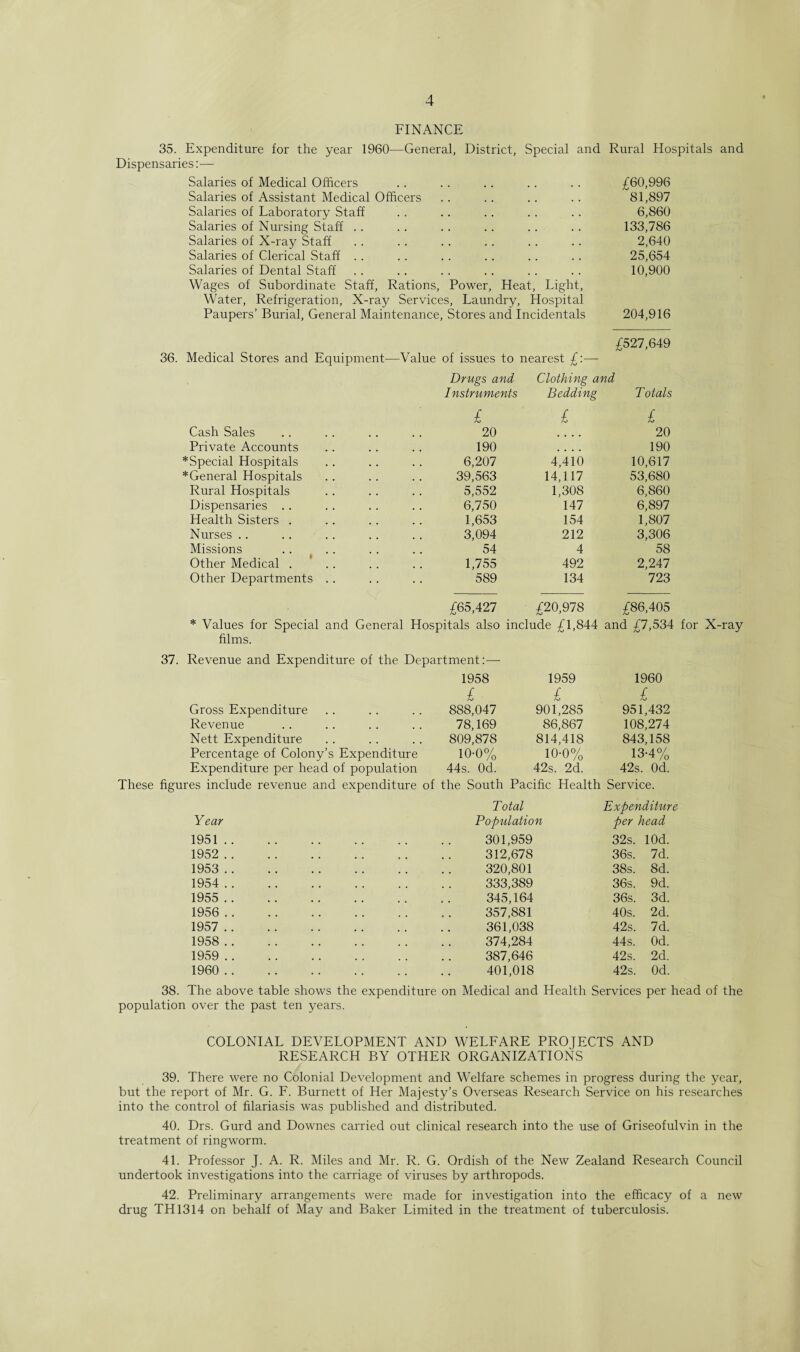 4
FINANCE
35. Expenditure for the year 1960—General, District, Special and Rural Hospitals and
Dispensaries:—
Salaries of Medical Officers .. .. .. .. .. £60,996
Salaries of Assistant Medical Officers .. .. .. .. 81,897
Salaries of Laboratory Staff .. .. .. .. .. 6,860
Salaries of Nursing Staff .. .. .. .. .. .. 133,786
Salaries of X-ray Staff .. .. .. .. .. .. 2,640
Salaries of Clerical Staff .. .. .. .. .. .. 25,654
Salaries of Dental Staff .. .. .. .. .. .. 10,900
Wages of Subordinate Staff, Rations, Power, Heat, Light,
Water, Refrigeration, X-ray Services, Laundry, Hospital
Paupers' Burial, General Maintenance, Stores and Incidentals 204,916
£527,649
36. Medical Stores and Equipment—Value of issues to nearest £:—
Drugs and Clothing and
Instruments Bedding Totals
£ £ £
Cash Sales .. .. .. .. 20 .... 20
Private Accounts .. .. .. 190 .... 190
*Special Hospitals .. .. .. 6,207 4,410 10,617
*General Hospitals .. .. .. 39,563 14,117 53,680
Rural Hospitals .. .. .. 5,552 1,308 6,860
Dispensaries .. .. .. .. 6,750 147 6,897
Health Sisters . .. .. .. 1,653 154 1,807
Nurses .. .. .. .. .. 3,094 212 3,306
Missions .. .. .. .. 54 4 58
Other Medical . .. .. .. 1,755 492 2,247
Other Departments .. .. .. 589 134 723
£65,427 £20,978 £86,405
* Values for Special and General Hospitals also include £1,844 and £7,534 for X-ray
films.
37. Revenue and Expenditure of the Department:—
1958 1959 1960
£ £ £
Gross Expenditure .. .. .. 888,047 901,285 951,432
Revenue .. .. .. .. 78,169 86,867 108,274
Nett Expenditure .. .. .. 809,878 814,418 843,158
Percentage of Colony's Expenditure 10·0% 10·0% 13·4%
Expenditure per head of population 44s. 0d. 42s. 2d. 42s. 0d.
These figures include revenue and expenditure of the South Pacific Health Service.
Total Expenditure
Year Population per head
1951 .. .. .. .. .. .. 301,959 32s. 10d.
1952 .. .. .. .. .. .. 312,678 36s. 7d.
1953 .. .. .. .. .. .. 320,801 38s. 8d.
1954 .. .. .. .. .. .. 333,389 36s. 9d.
1955 .. .. .. .. .. .. 345,164 36s. 3d.
1956 .. .. .. .. .. .. 357,881 40s. 2d.
1957 .. .. .. .. .. .. 361,038 42s. 7d.
1958 .. .. .. .. .. .. 374,284 44s. 0d.
1959 .. .. .. .. .. .. 387,646 42s. 2d.
1960 .. .. .. .. .. .. 401,018 42s. 0d.
38. The above table shows the expenditure on Medical and Health Services per head of the
population over the past ten years.
COLONIAL DEVELOPMENT AND WELFARE PROJECTS AND
RESEARCH BY OTHER ORGANIZATIONS
39. There were no Colonial Development and Welfare schemes in progress during the year,
but the report of Mr. G. F. Burnett of Her Majesty's Overseas Research Service on his researches
into the control of filariasis was published and distributed.
40. Drs. Gurd and Downes carried out clinical research into the use of Griseofulvin in the
treatment of ringworm.
41. Professor J. A. R. Miles and Mr. R. G. Ordish of the New Zealand Research Council
undertook investigations into the carriage of viruses by arthropods.
42. Preliminary arrangements were made for investigation into the efficacy of a new
drug TH1314 on behalf of May and Baker Limited in the treatment of tuberculosis.